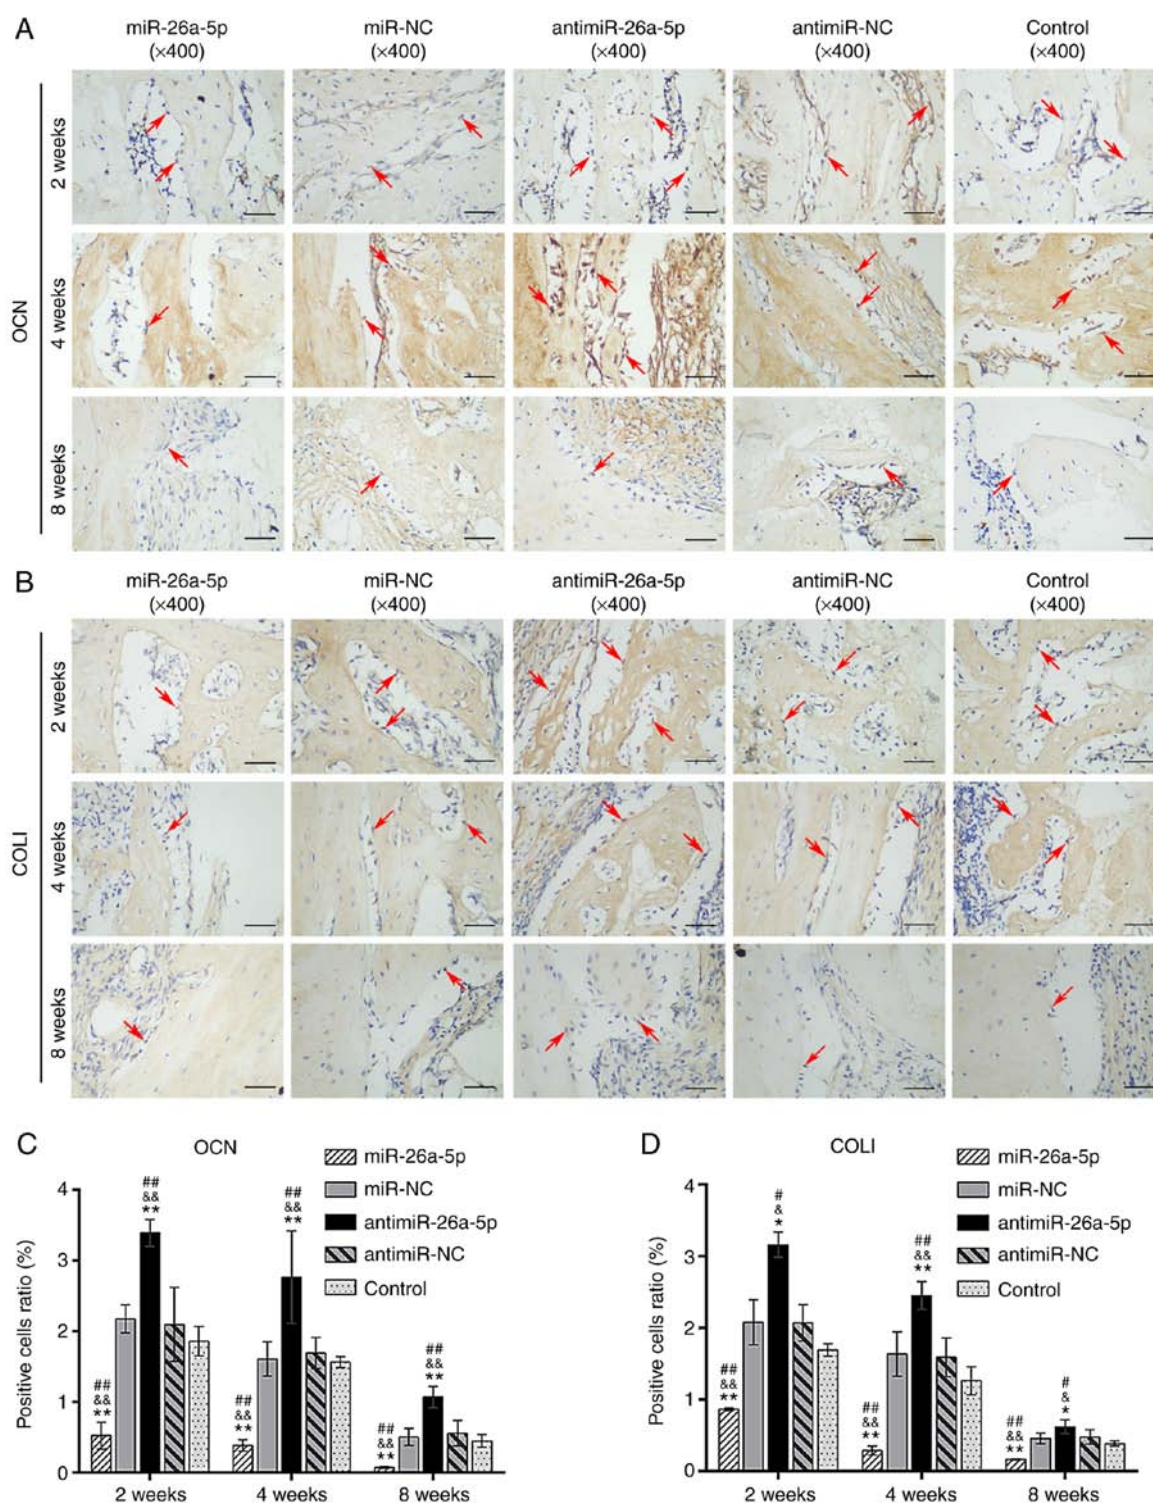 A
miR-26a-5p (×400)
miR-NC (×400)
antimiR-26a-5p (×400)
antimiR-NC (×400)
Control (×400)
OCN
2 weeks
4 weeks
8 weeks
B
miR-26a-5p (×400)
miR-NC (×400)
antimiR-26a-5p (×400)
antimiR-NC (×400)
Control (×400)
COLI
2 weeks
4 weeks
8 weeks
C
OCN
miR-26a-5p
miR-NC
antimiR-26a-5p
antimiR-NC
Control
Positive cells ratio (%)
4
3
2
1
0
##
&&
**
##
&&
**
##
&&
**
##
&&
**
##
&&
**
##
&&
**
2 weeks
4 weeks
8 weeks
D
COLI
miR-26a-5p
miR-NC
antimiR-26a-5p
antimiR-NC
Control
Positive cells ratio (%)
4
3
2
1
0
##
&&
**
#
&
*
##
&&
**
##
&&
**
##
&&
**
#
&
*
2 weeks
4 weeks
8 weeks